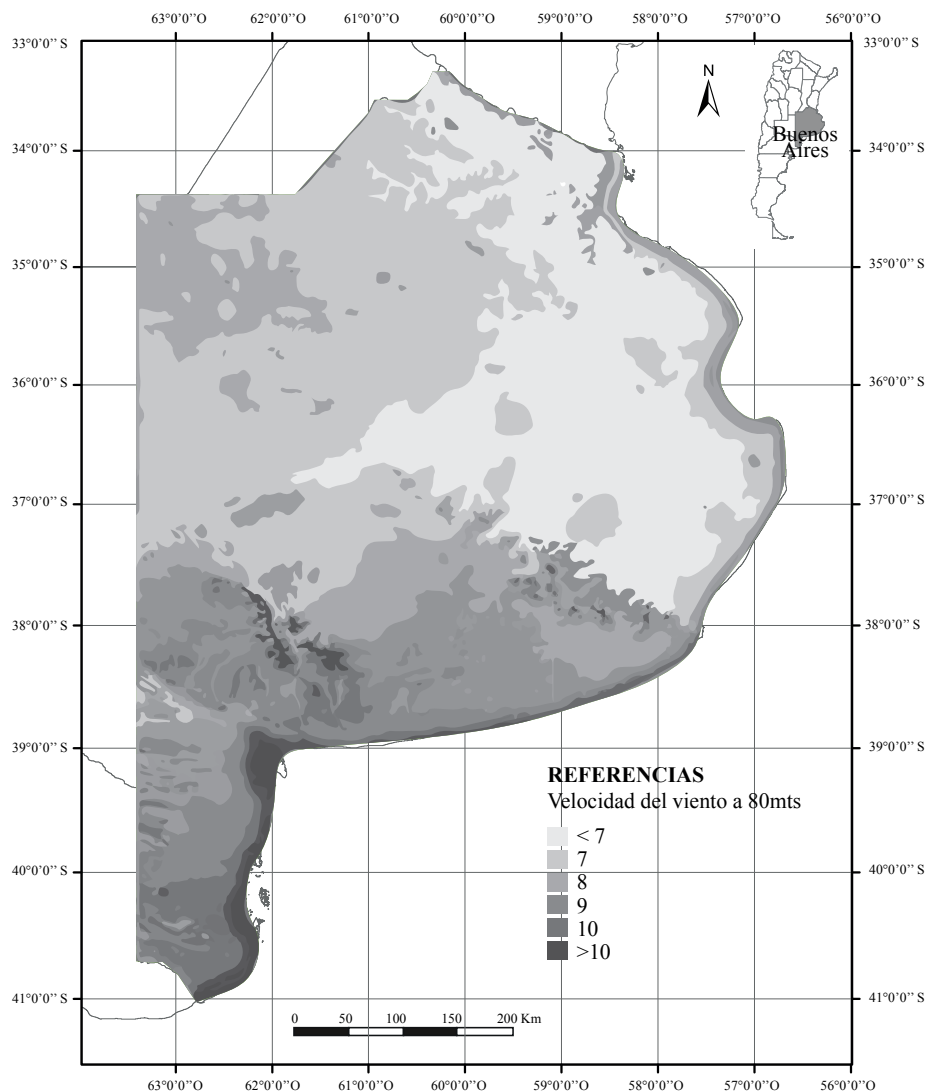 63°0’0’’O 62°0’0’’O 61°0’0’’O 60°0’0’’O 59°0’0’’O 58°0’0’’O 57°0’0’’O 56°0’0’’O
33°0’0’’ S 33°0’0’’ S
N
Buenos
Aires
34°0’0’’ S 34°0’0’’ S
35°0’0’’ S 35°0’0’’ S
36°0’0’’ S 36°0’0’’ S
37°0’0’’ S 37°0’0’’ S
38°0’0’’ S 38°0’0’’ S
39°0’0’’ S 39°0’0’’ S
REFERENCIAS
Velocidad del viento a 80mts
< 7
7
8
9
10
>10
40°0’0’’ S 40°0’0’’ S
41°0’0’’ S 41°0’0’’ S
0 50 100 150 200 Km
63°0’0’’O 62°0’0’’O 61°0’0’’O 60°0’0’’O 59°0’0’’O 58°0’0’’O 57°0’0’’O 56°0’0’’O